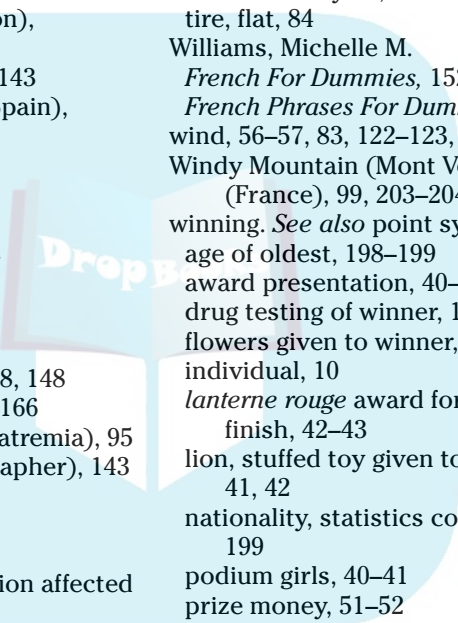 on),
143
pain),
8, 148
166
atremia), 95
apher), 143
ion affected
tire, flat, 84
Williams, Michelle M.
French For Dummies, 15
French Phrases For Dum
wind, 56–57, 83, 122–123,
Windy Mountain (Mont V
(France), 99, 203–204
winning. See also point sy
age of oldest, 198–199
award presentation, 40–
drug testing of winner, 1
flowers given to winner,
individual, 10
lanterne rouge award for
finish, 42–43
lion, stuffed toy given to
41, 42
nationality, statistics co
199
podium girls, 40–41
prize money, 51–52